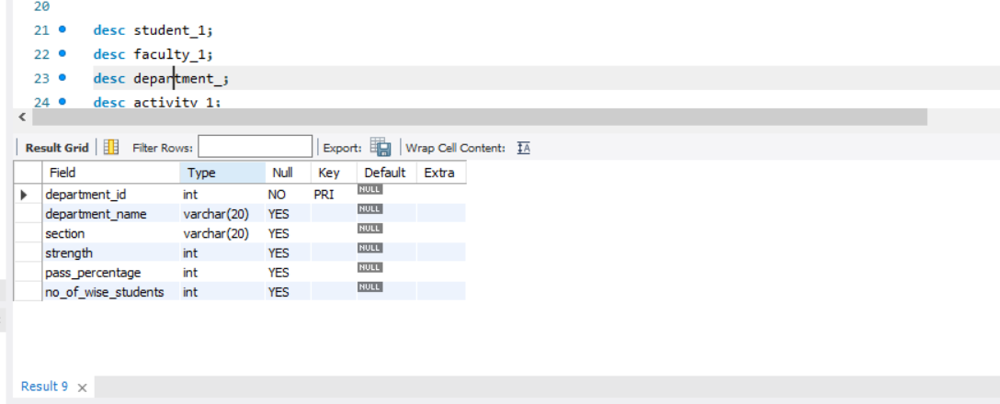 20
21 desc student_1;
22 desc faculty_1;
23 desc department_;
24 desc activity_1;
Result Grid Filter Rows: Export: Wrap Cell Content: IA
Field Type Null Key Default Extra
department_id int NO PRI NULL
department_name varchar(20) YES NULL
section varchar(20) YES NULL
strength int YES NULL
pass_percentage int YES NULL
no_of_wise_students int YES NULL
Result 9 ×